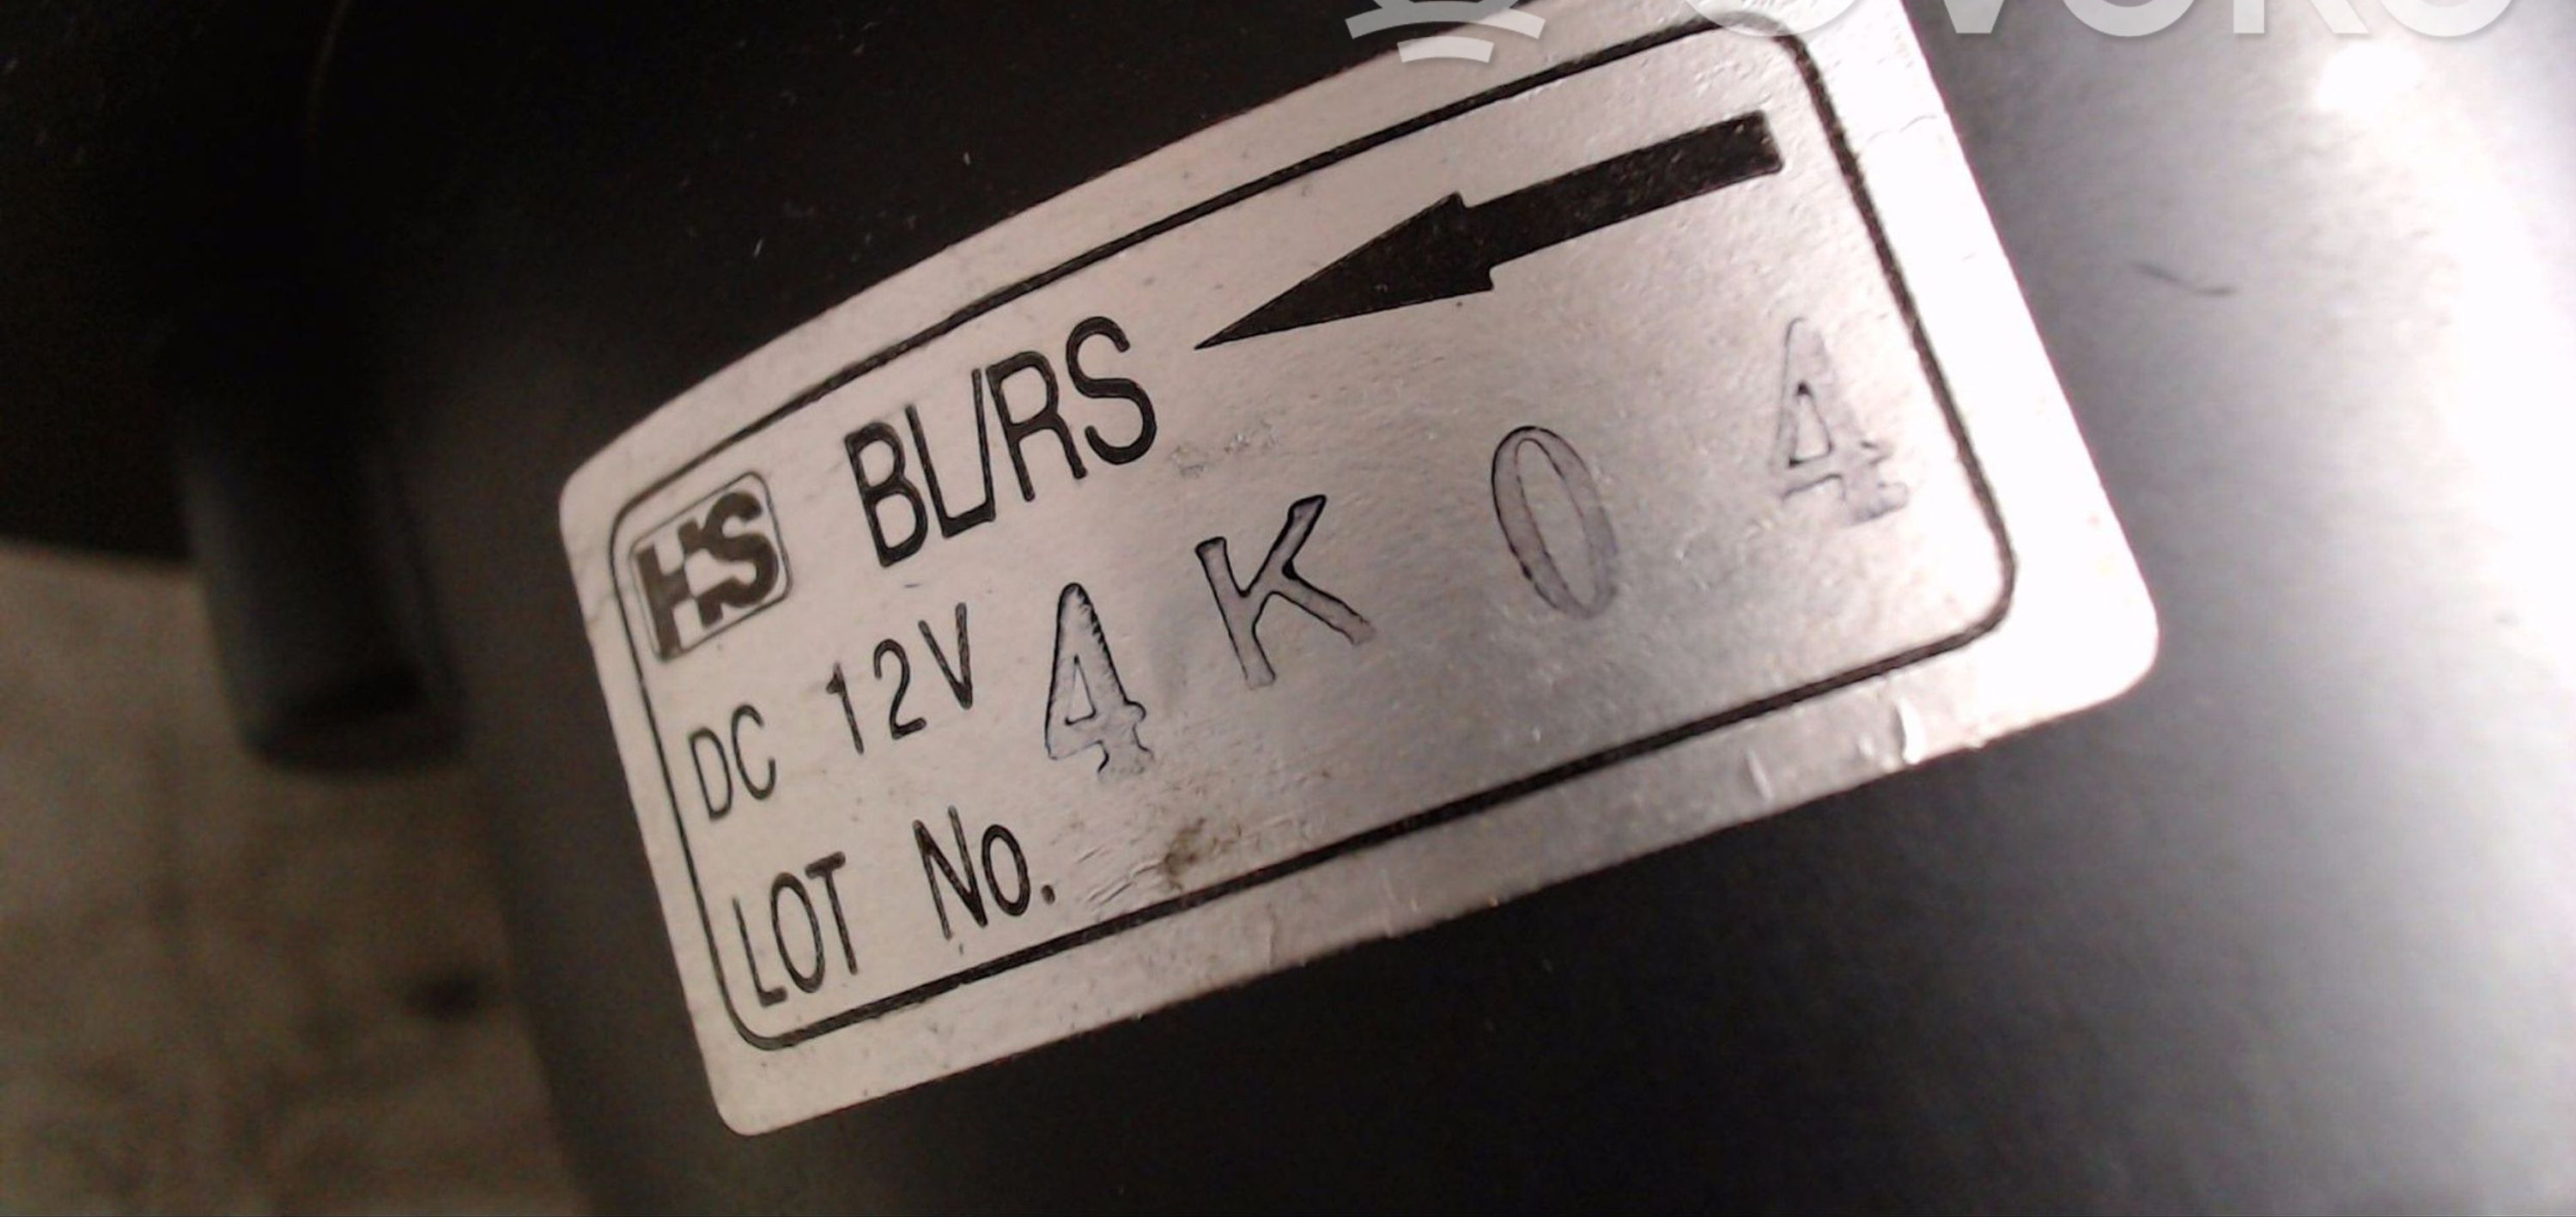 HS BL/RS
DC 12V
4 K 0 4
LOT No.